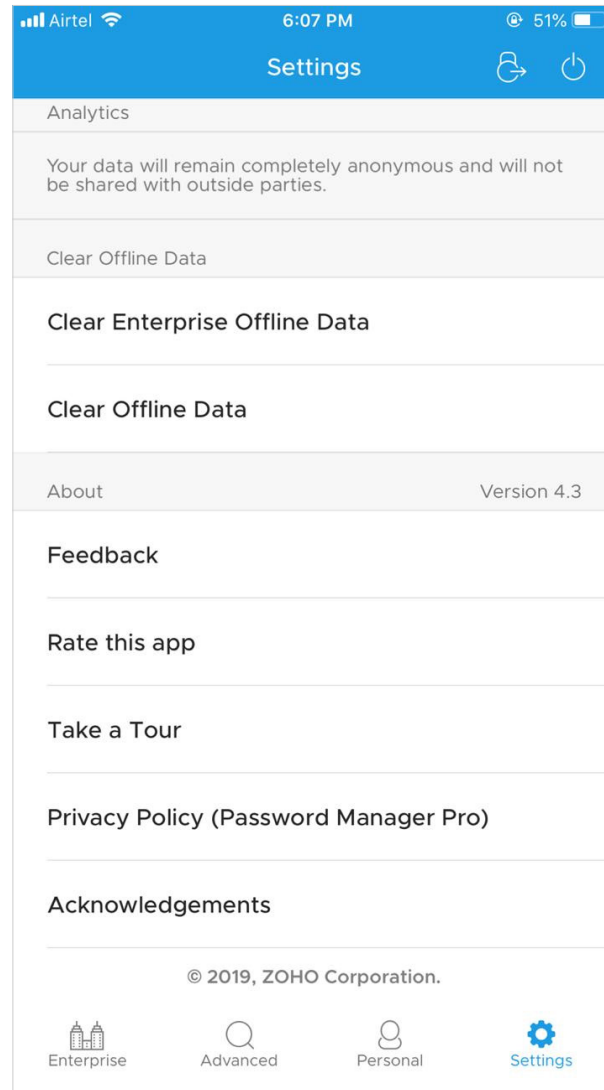 Airtel 6:07 PM 51%
Settings
Analytics
Your data will remain completely anonymous and will not
be shared with outside parties.
Clear Offline Data
Clear Enterprise Offline Data
Clear Offline Data
About Version 4.3
Feedback
Rate this app
Take a Tour
Privacy Policy (Password Manager Pro)
Acknowledgements
© 2019, ZOHO Corporation.
Enterprise Advanced Personal Settings